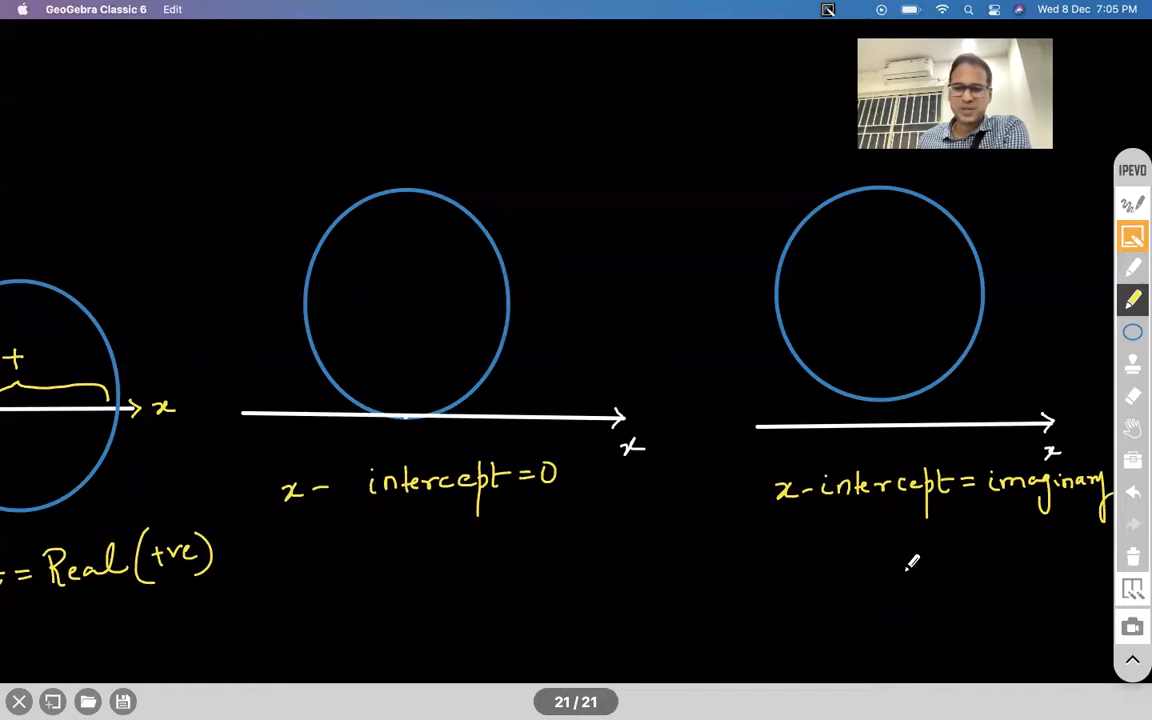 GeoGebra Classic 6 Edit Wed 8 Dec 7:05 PM
IPEVO
+
x
x
x
x - intercept = 0
x - intercept = imaginary
= Real (+ve)
21 / 21